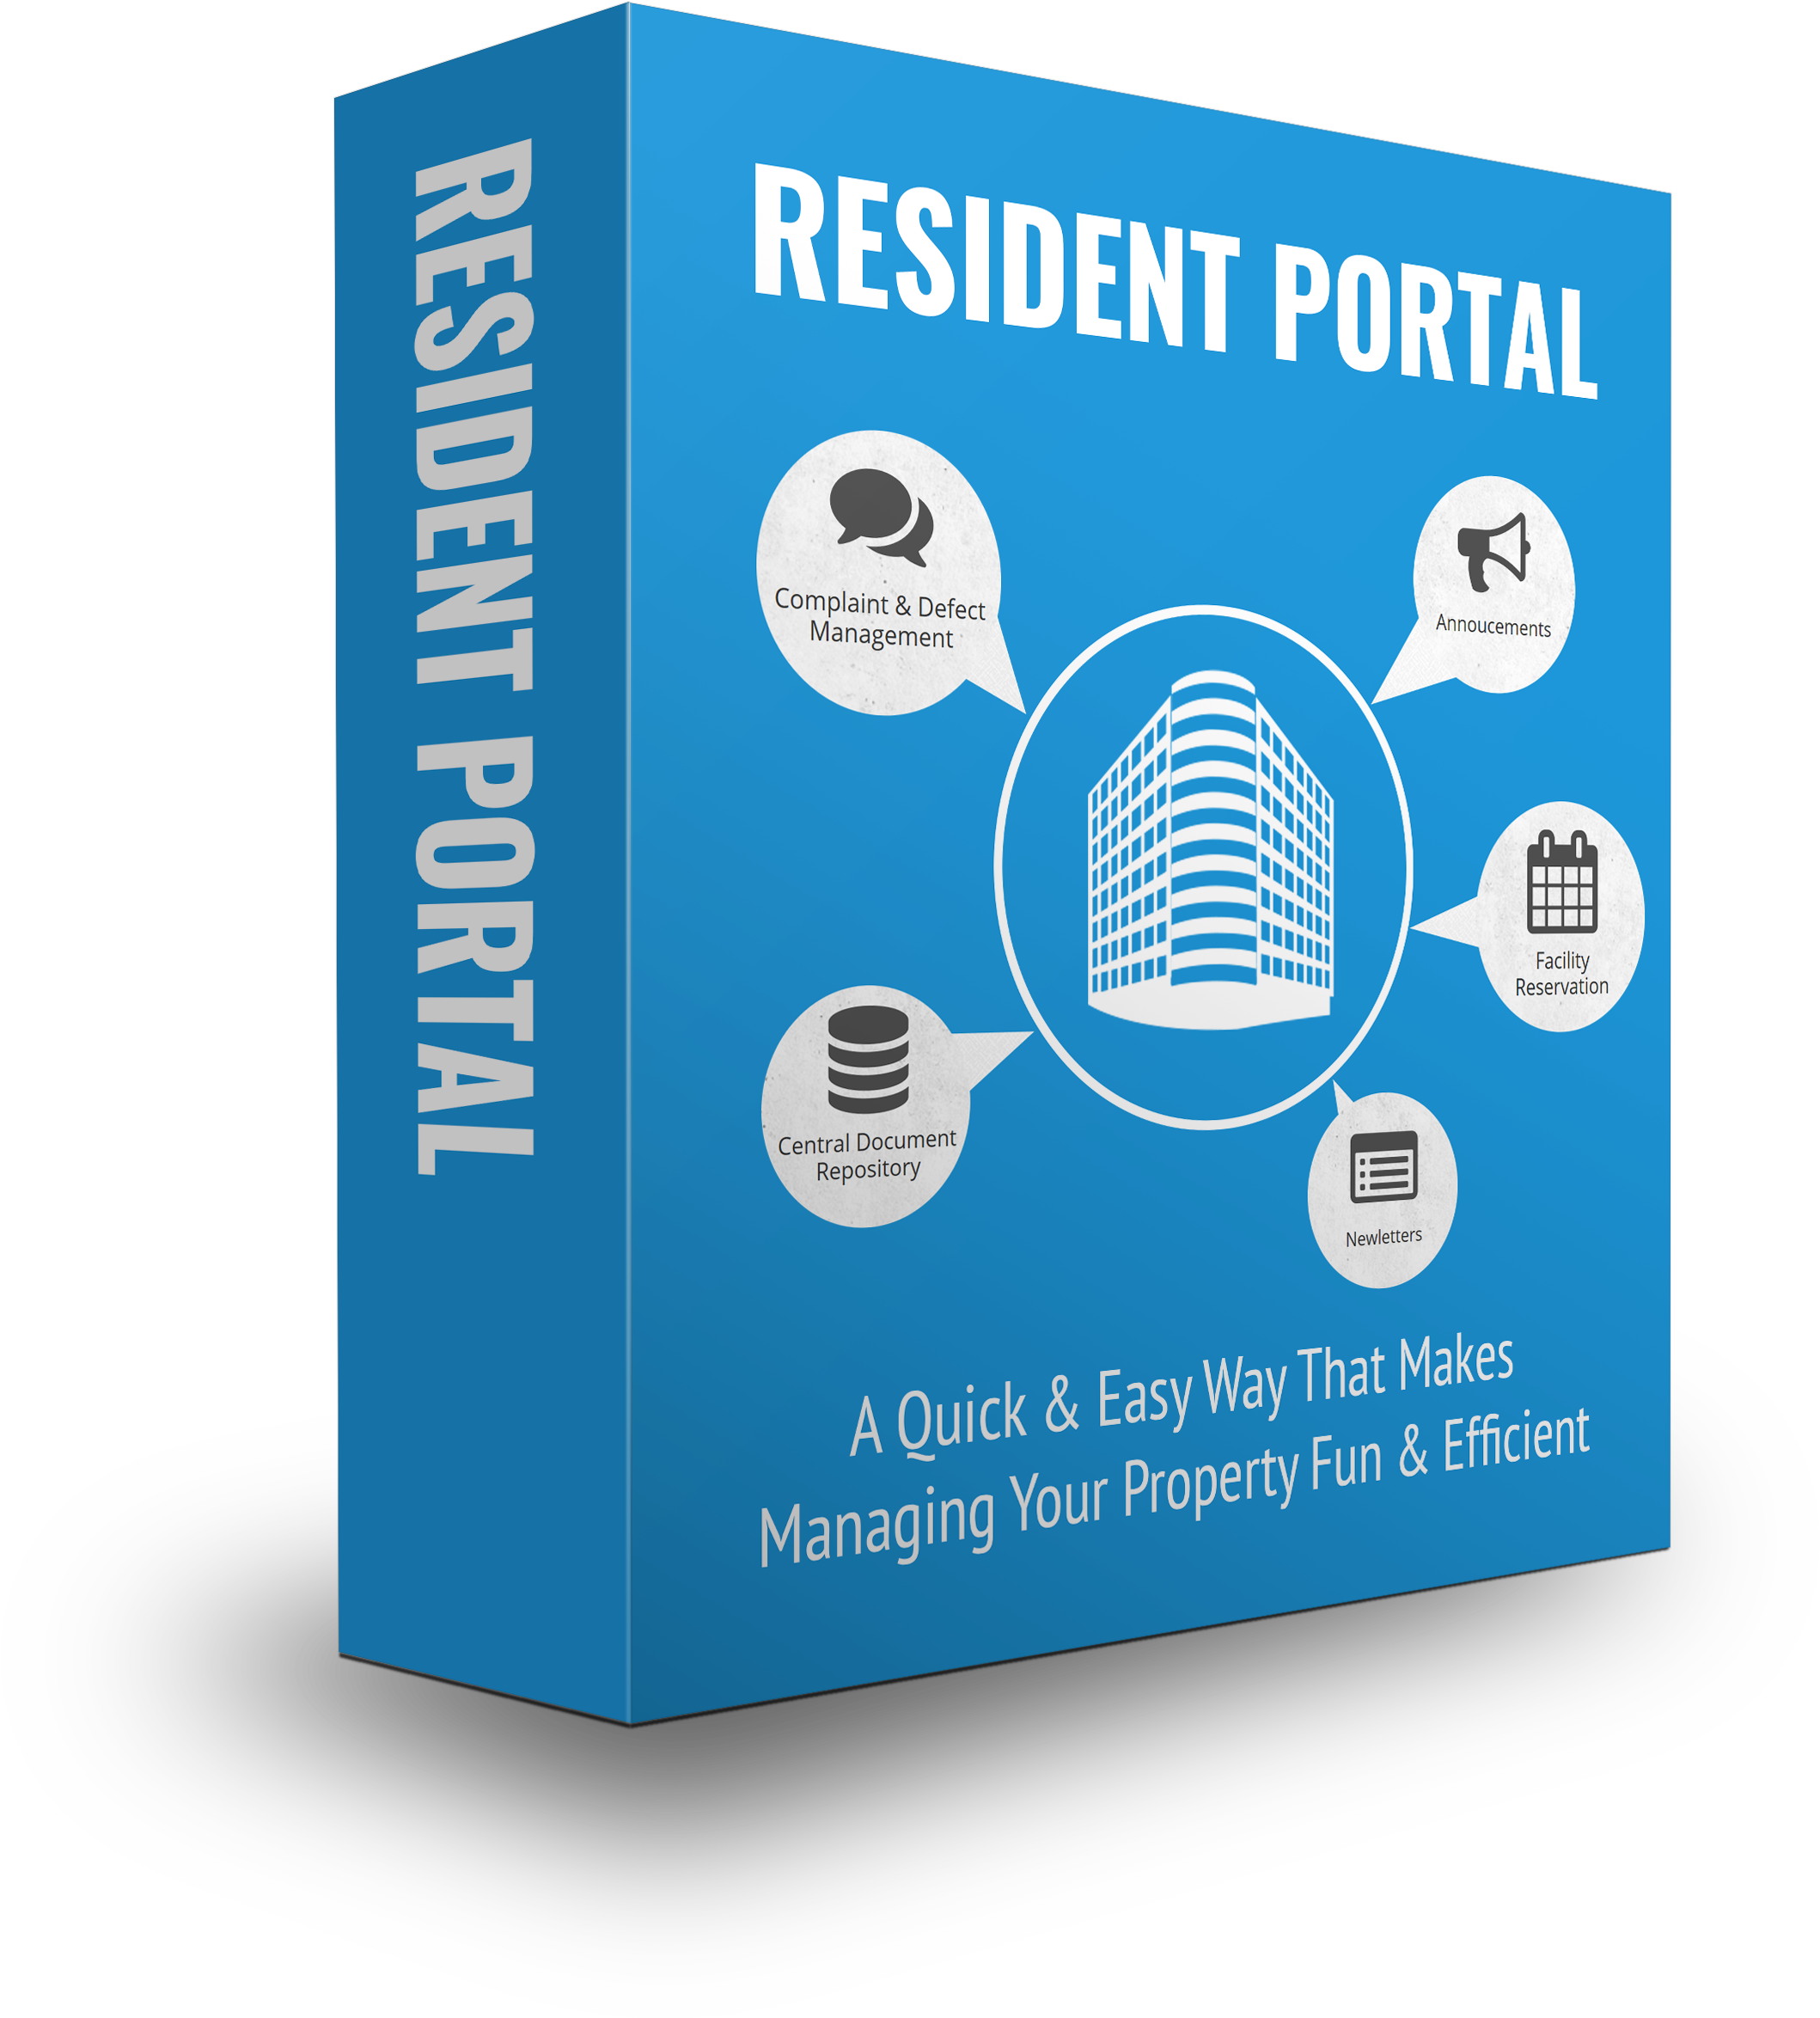 RESIDENT PORTAL
RESIDENT PORTAL
Complaint & Defect
Management
Annoucements
Facility
Reservation
Central Document
Repository
Newletters
A Quick & Easy Way That Makes
Managing Your Property Fun & Efficient